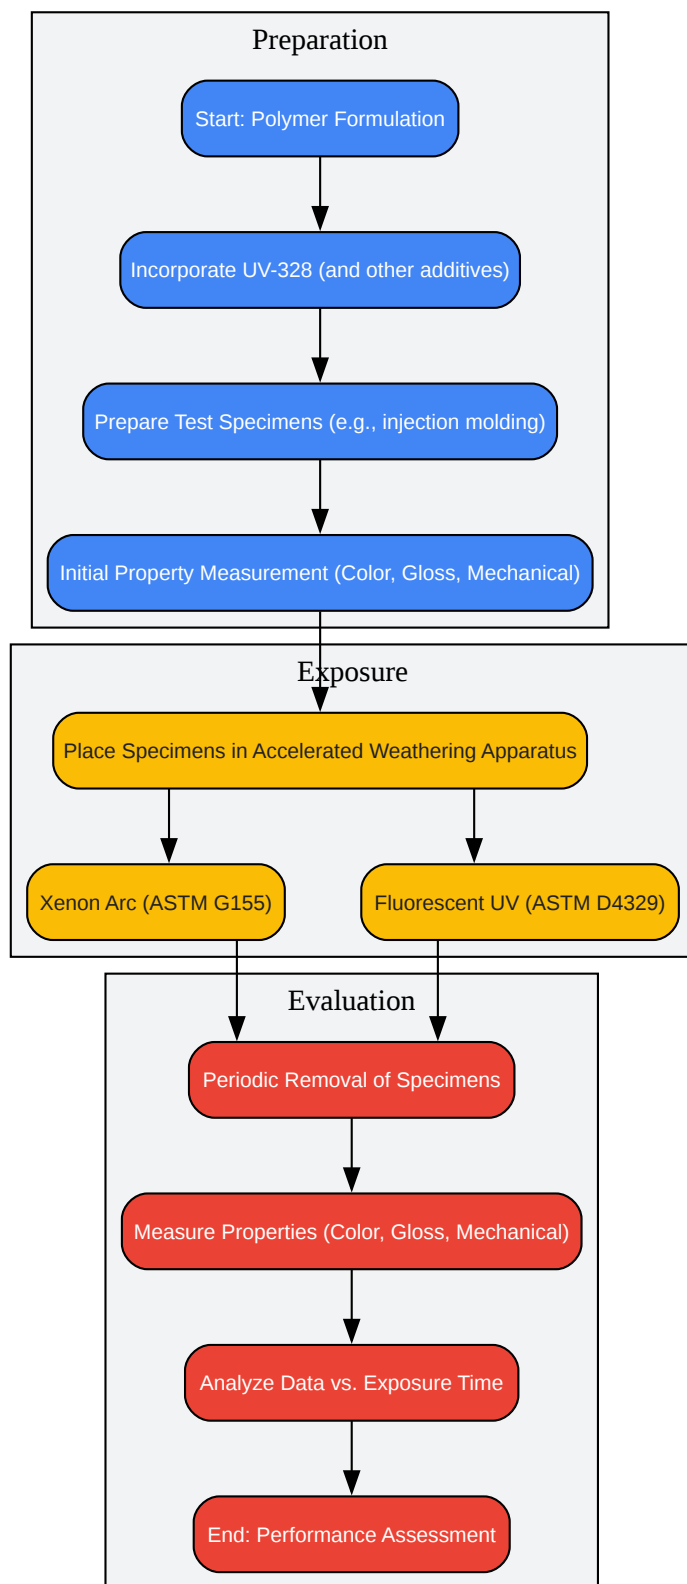 Preparation
Start: Polymer Formulation
Incorporate UV-328 (and other additives)
Prepare Test Specimens (e.g., injection molding)
Initial Property Measurement (Color, Gloss, Mechanical)
Exposure
Place Specimens in Accelerated Weathering Apparatus
Xenon Arc (ASTM G155)
Fluorescent UV (ASTM D4329)
Evaluation
Periodic Removal of Specimens
Measure Properties (Color, Gloss, Mechanical)
Analyze Data vs. Exposure Time
End: Performance Assessment